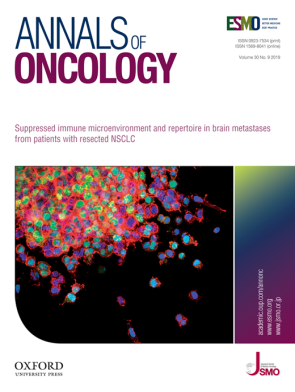 ANNALS OF
ONCOLOGY
ESMO
ISSN 0923-7534 (print)
ISSN 1569-8041 (online)
Volume 30 No. 9 2019
Suppressed immune microenvironment and repertoire in brain metastases
from patients with resected NSCLC
academic.oup.com/annonc
www.esmo.org
www.jsmo.or.jp
OXFORD
UNIVERSITY PRESS
JSMO